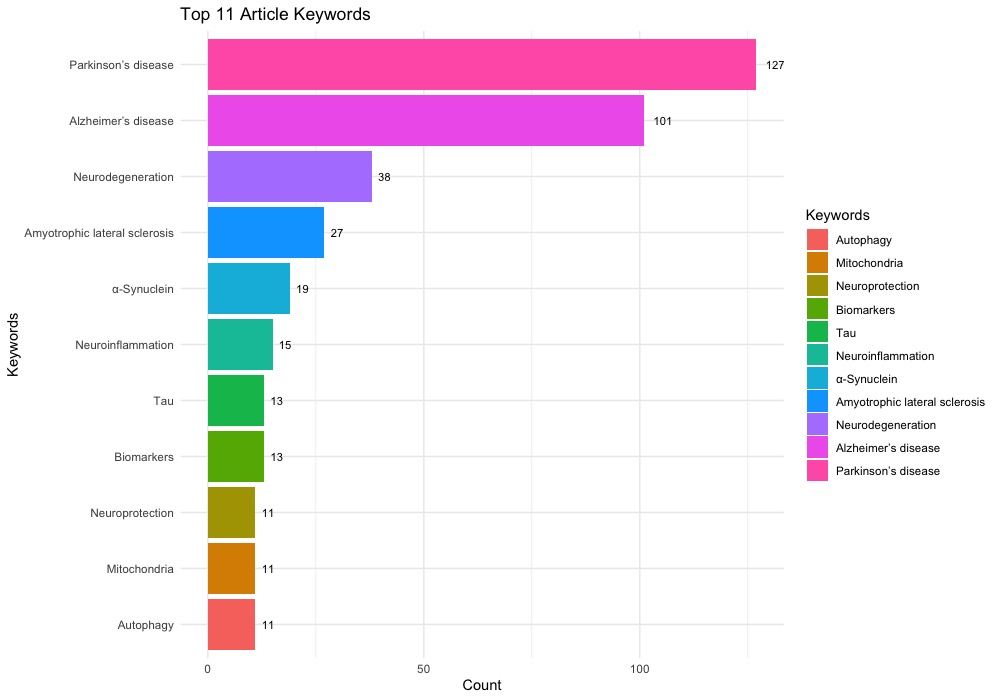 Top 11 Article Keywords
Keywords
Parkinson’s disease 127
Alzheimer’s disease 101
Neurodegeneration 38
Amyotrophic lateral sclerosis 27
α-Synuclein 19
Neuroinflammation 15
Tau 13
Biomarkers 13
Neuroprotection 11
Mitochondria 11
Autophagy 11
0 50 100
Count
Keywords
Autophagy
Mitochondria
Neuroprotection
Biomarkers
Tau
Neuroinflammation
α-Synuclein
Amyotrophic lateral sclerosis
Neurodegeneration
Alzheimer’s disease
Parkinson’s disease